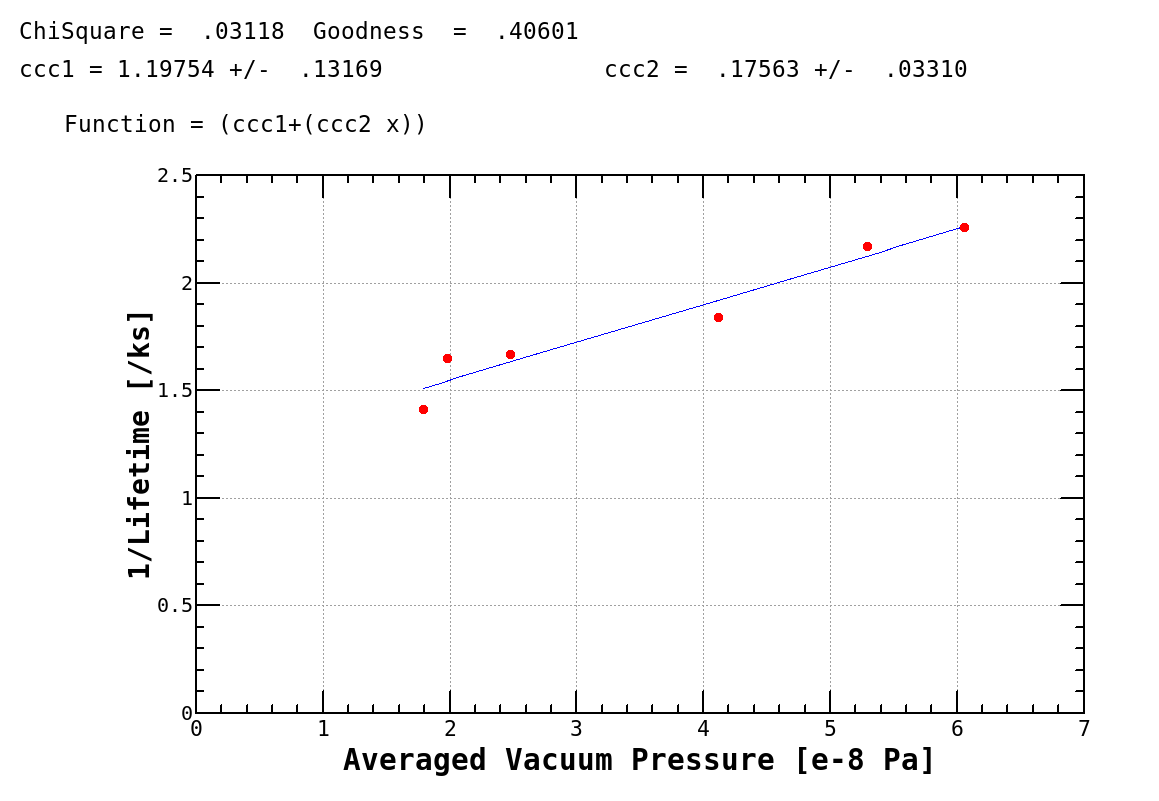 ChiSquare =  .03118  Goodness  =  .40601
ccc1 = 1.19754 +/-  .13169    ccc2 =  .17563 +/-  .03310
Function = (ccc1+(ccc2 x))
2.5
2
1.5
1
0.5
0
1/Lifetime [/ks]
0 1 2 3 4 5 6 7
Averaged Vacuum Pressure [e-8 Pa]